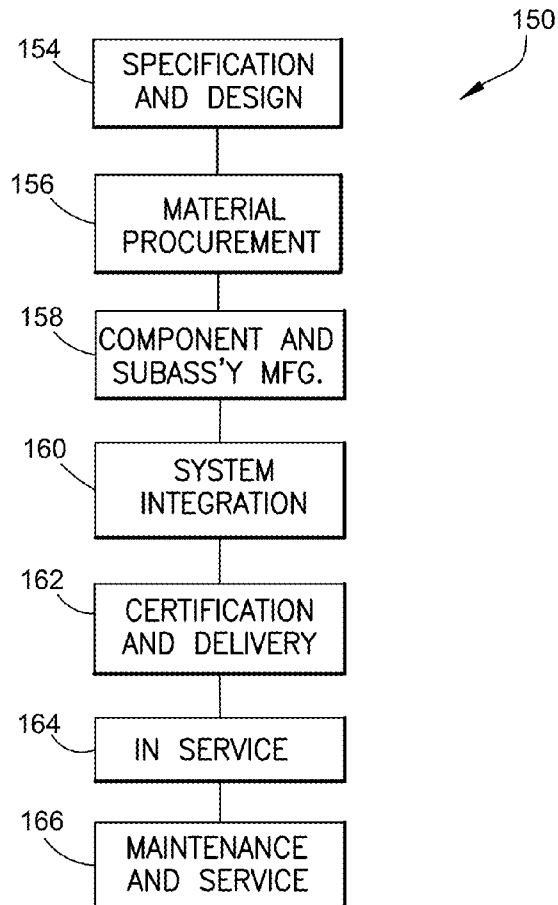 150
154
SPECIFICATION
AND DESIGN
156
MATERIAL
PROCUREMENT
158
COMPONENT AND
SUBASS'Y MFG.
160
SYSTEM
INTEGRATION
162
CERTIFICATION
AND DELIVERY
164
IN SERVICE
166
MAINTENANCE
AND SERVICE